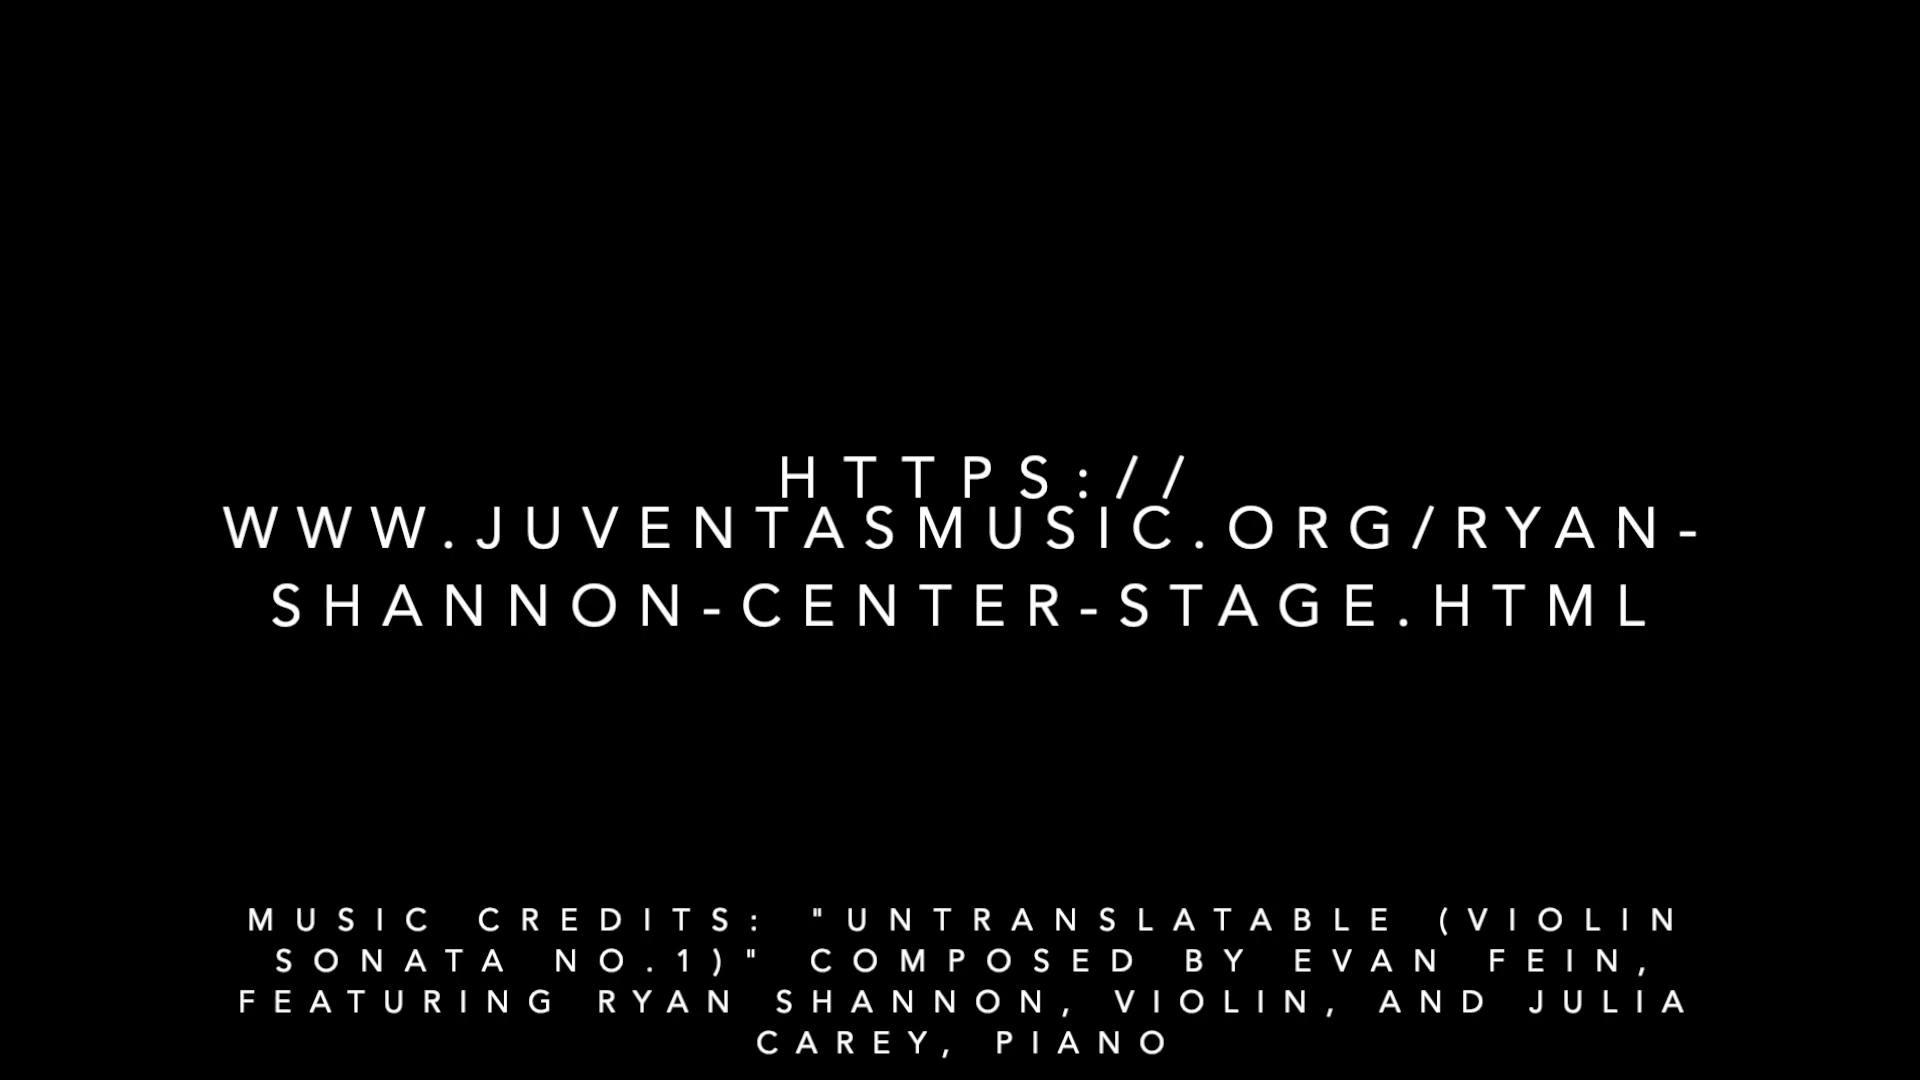 HTTPS://
WWW.JUVENTASMUSIC.ORG/RYAN-
SHANNON-CENTER-STAGE.HTML
MUSIC CREDITS: "UNTRANSLATABLE (VIOLIN
SONATA NO.1)" COMPOSED BY EVAN FEIN,
FEATURING RYAN SHANNON, VIOLIN, AND JULIA
CAREY, PIANO